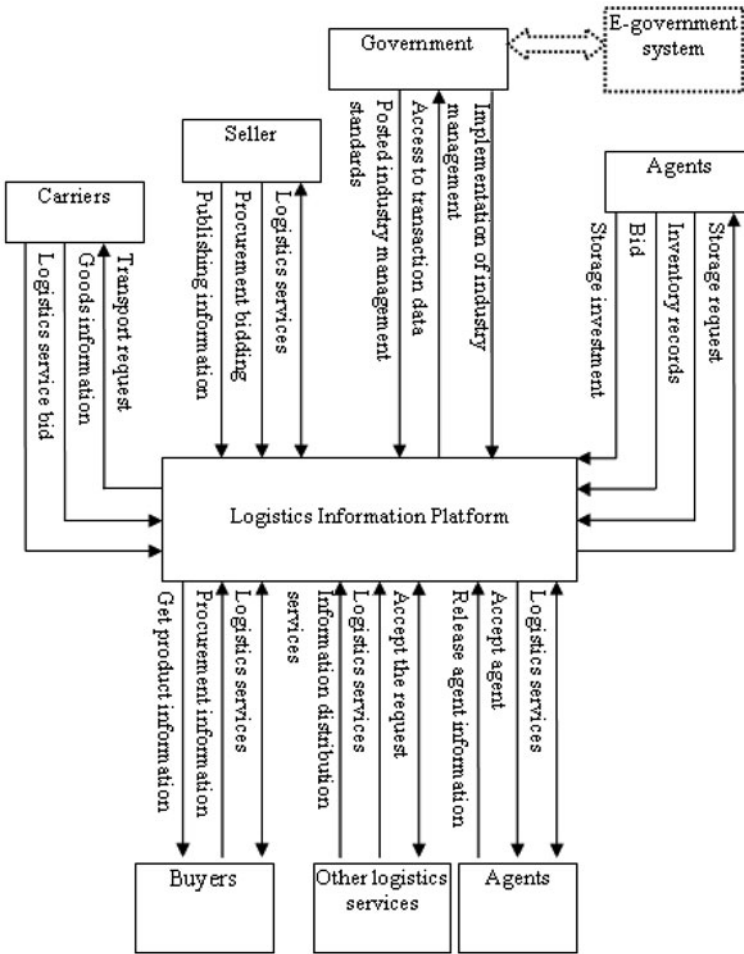 E-government
system
Government
Seller
Agents
Carriers
Logistics service bid
Goods information
Transport request
Publishing information
Procurement bidding
Logistics services
Posted industry management
standards
Access to transaction data
Implementation of industry
management
Storage investment
Bid
Inventory records
Storage request
Logistics Information Platform
Get product information
Procurement information
Logistics services
Information distribution
services
Logistics services
Accept the request
Release agent information
Accept agent
Logistics services
Buyers
Other logistics
services
Agents